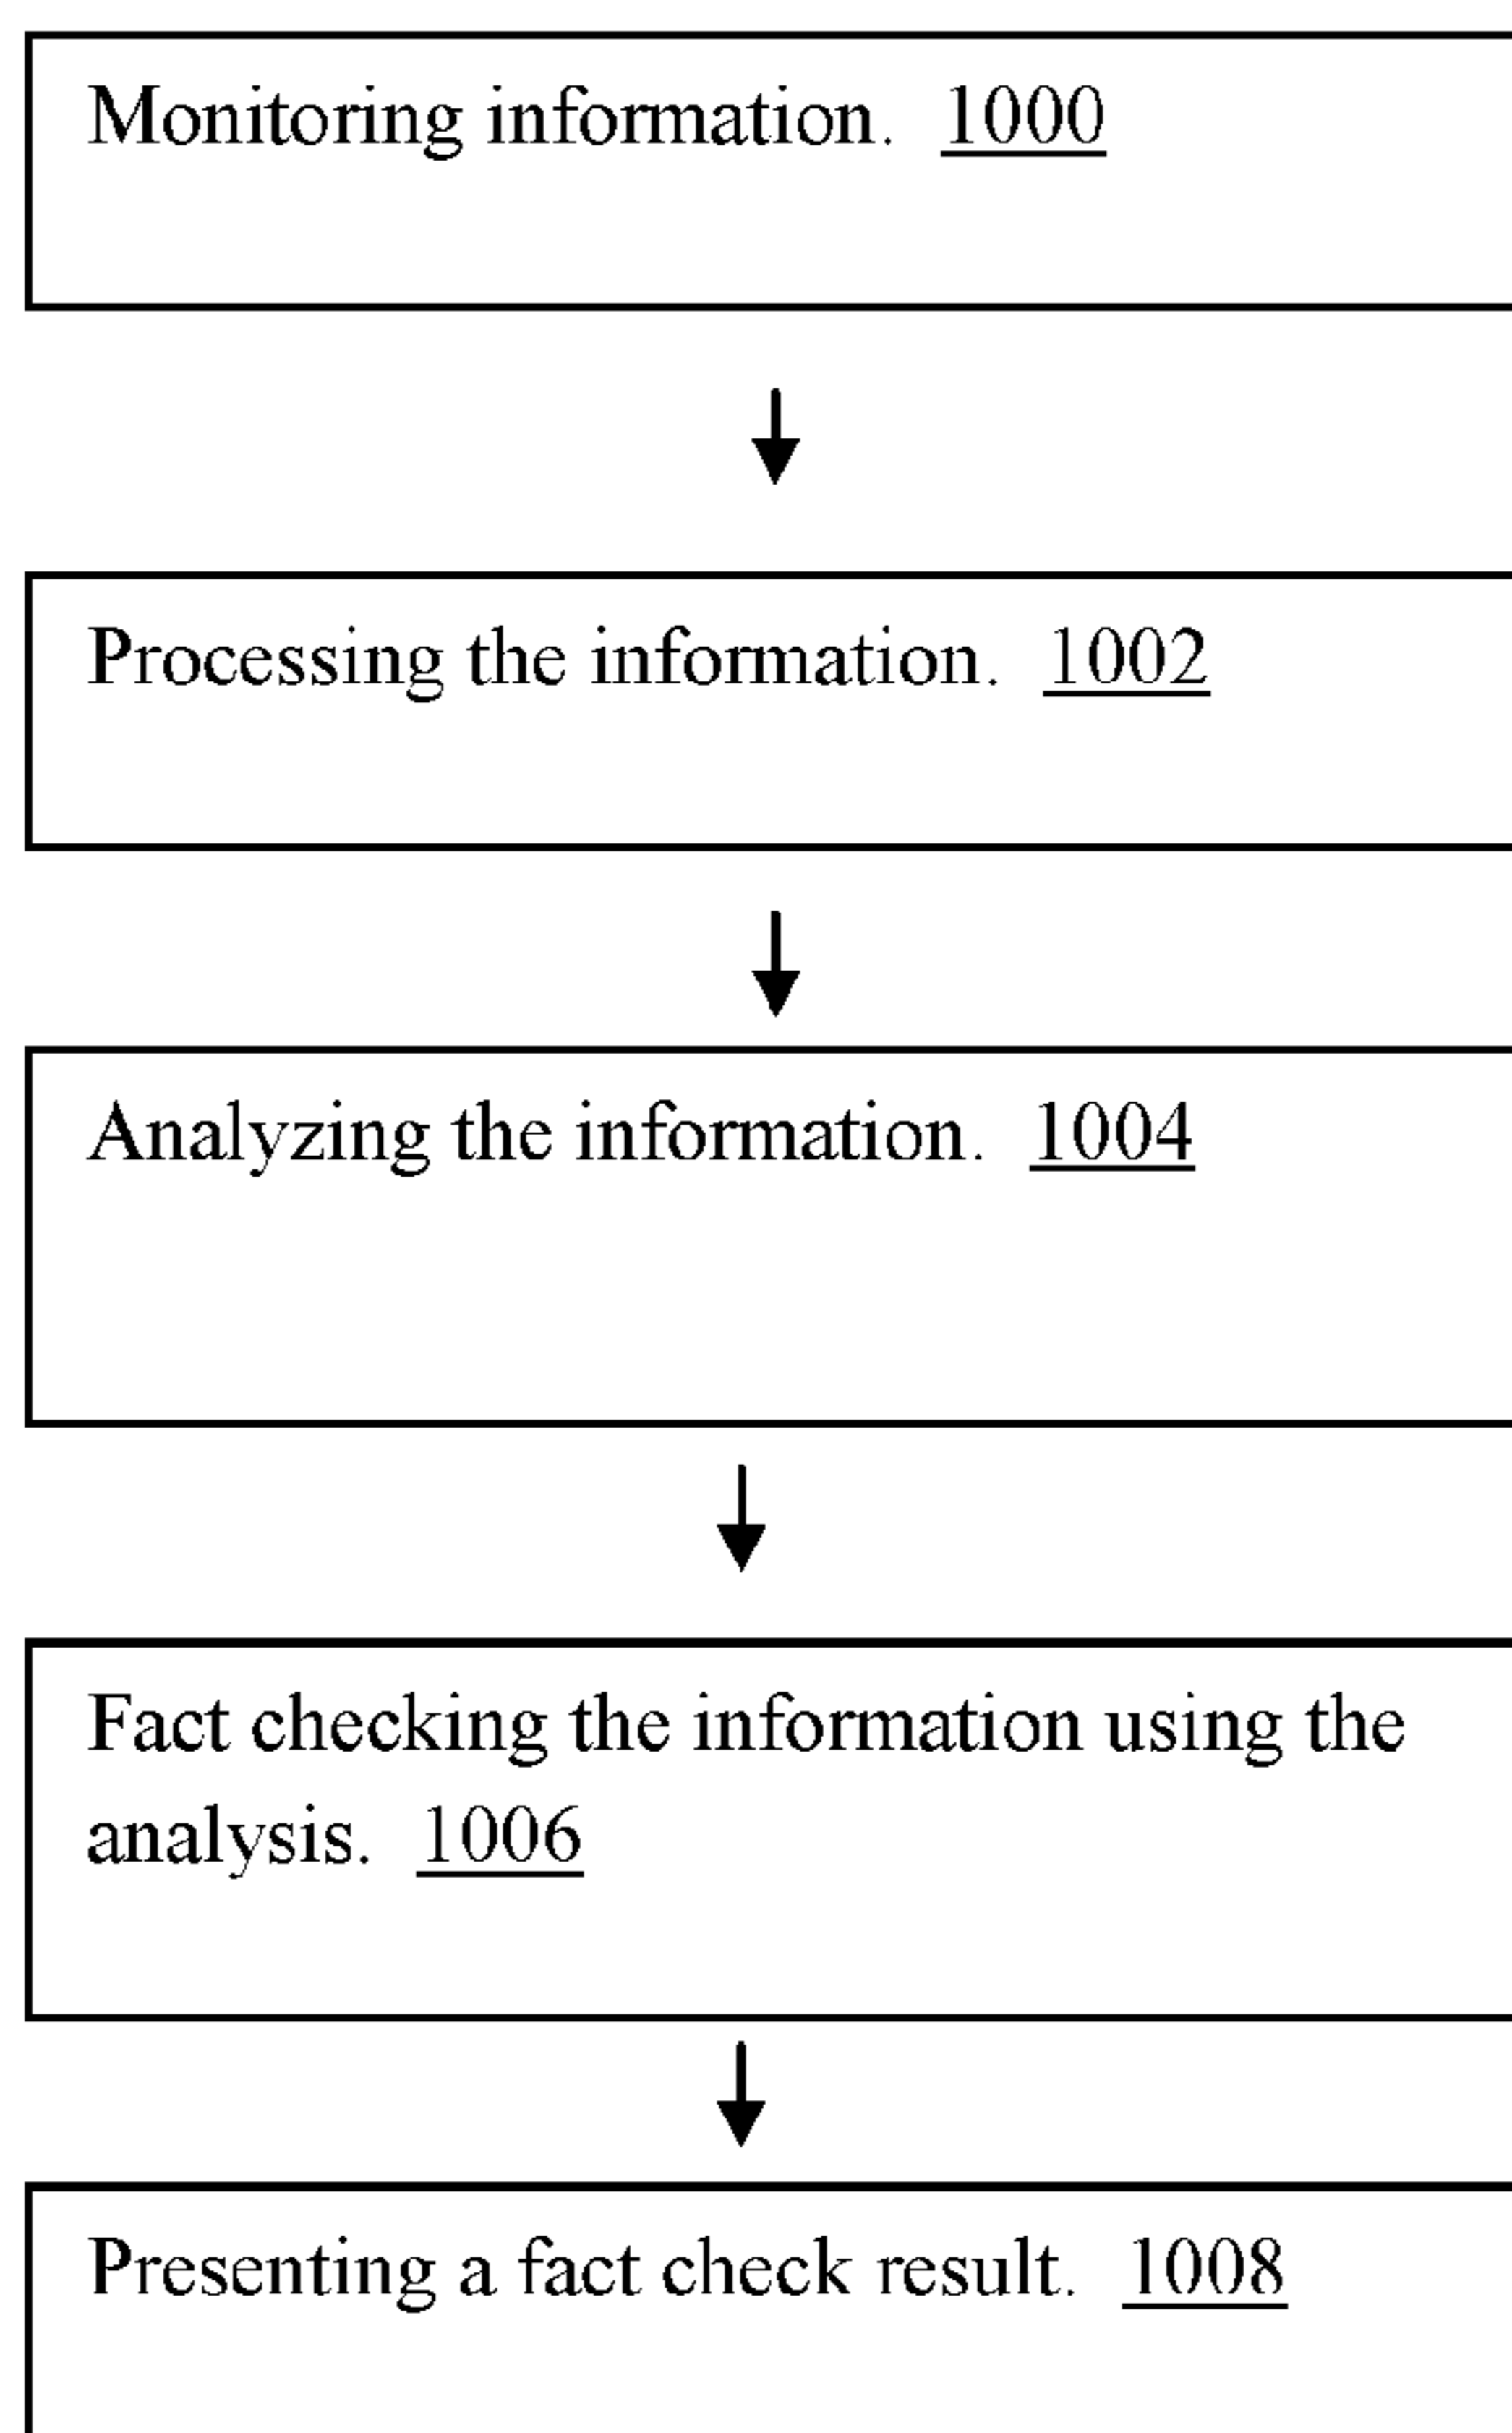 Monitoring information. 1000
Processing the information. 1002
Analyzing the information. 1004
Fact checking the information using the
analysis. 1006
Presenting a fact check result. 1008